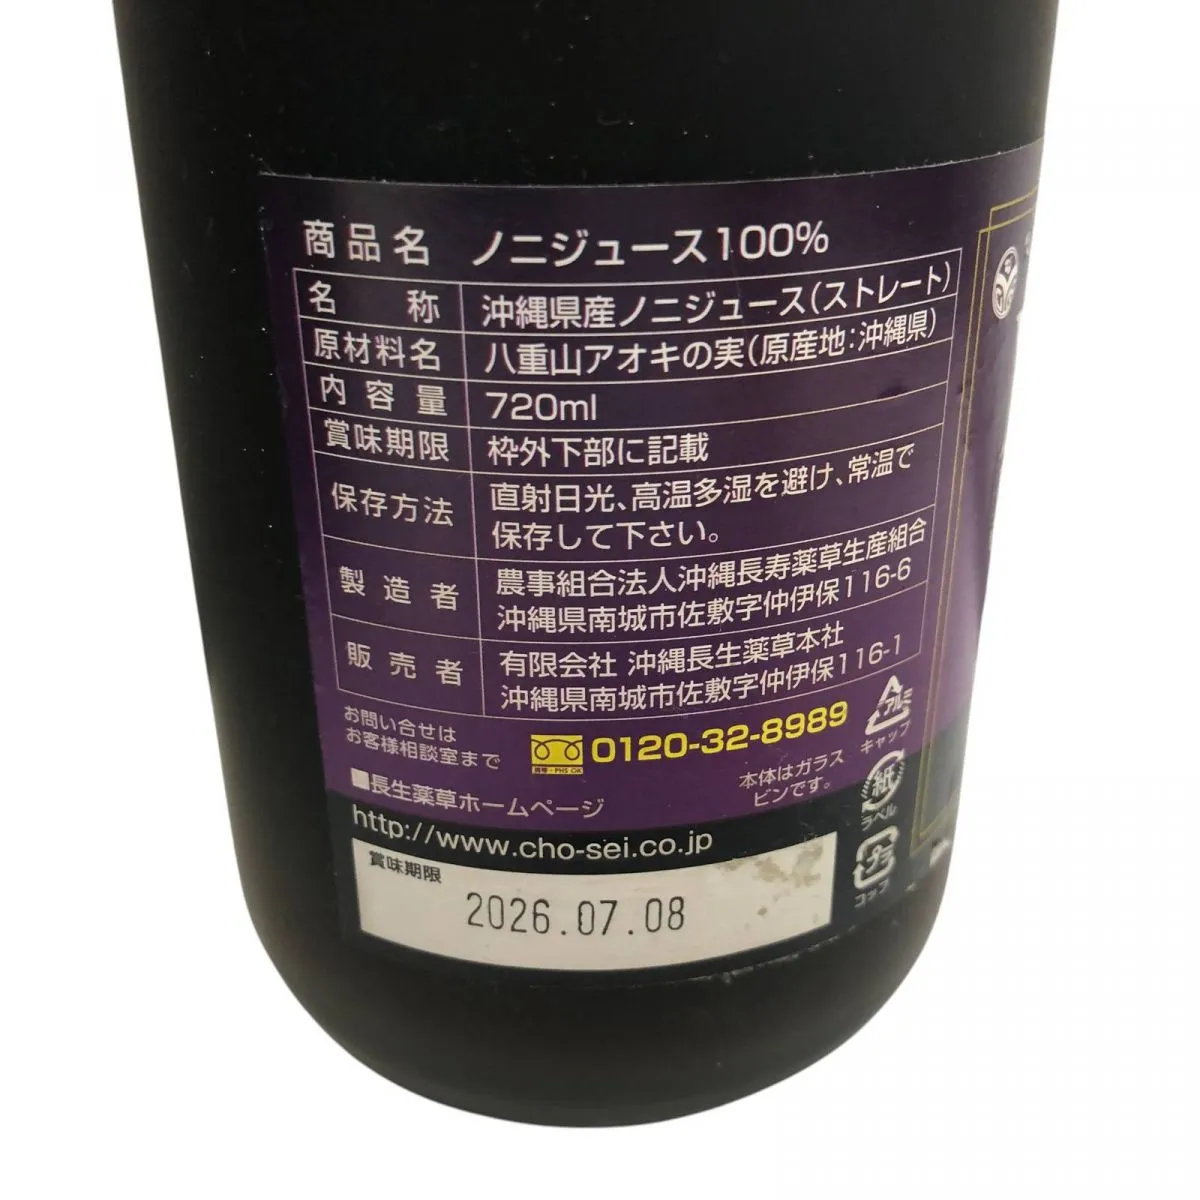 商品名 ノニジュース100%
名称 沖縄県産ノニジュース(ストレート)
原材料名 八重山アオキの実(原産地:沖縄県)
内容量 720ml
賞味期限 枠外下部に記載
保存方法 直射日光、高温多湿を避け、常温で
保存して下さい。
製造者 農事組合法人沖縄長寿薬草生産組合
沖縄県南城市佐敷字仲伊保116-6
販売者 有限会社 沖縄長生薬草本社
沖縄県南城市佐敷字仲伊保116-1
お問い合せは
お客様相談室まで
携帯・PHS OK
0120-32-8989
アルミ
キャップ
■長生薬草ホームページ
本体はガラス
ビンです。
紙
ラベル
http://www.cho-sei.co.jp
プラ
コップ
賞味期限
2026.07.08